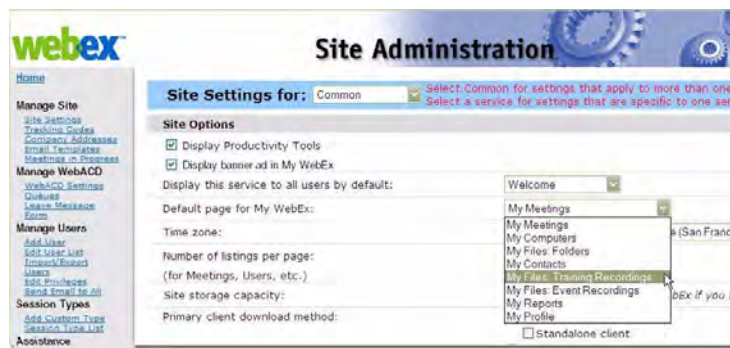 webex
Site Administration
Home
Manage Site
Site Settings
Tracking Codes
Company Addresses
Email Templates
Meetings in Progress
Manage WebACD
WebACD Settings
Queues
Leave Message
Form
Manage Users
Add User
Edit User List
Import/Export
Users
Edit Privileges
Send Email to All
Session Types
Add Custom Type
Session Type List
Assistance
Site Settings for: Common
Select Common for settings that apply to more than one
Select a service for settings that are specific to one ser
Site Options
Display Productivity Tools
Display banner ad in My WebEx
Display this service to all users by default: Welcome
Default page for My WebEx: My Meetings
My Meetings
My Computers
My Files: Folders
My Contacts
My Files: Training Recordings
My Files: Event Recordings
My Reports
My Profile
Time zone: e (San Franc
Number of listings per page:
(for Meetings, Users, etc.)
Site storage capacity: bEx if you
Primary client download method:
Standalone client